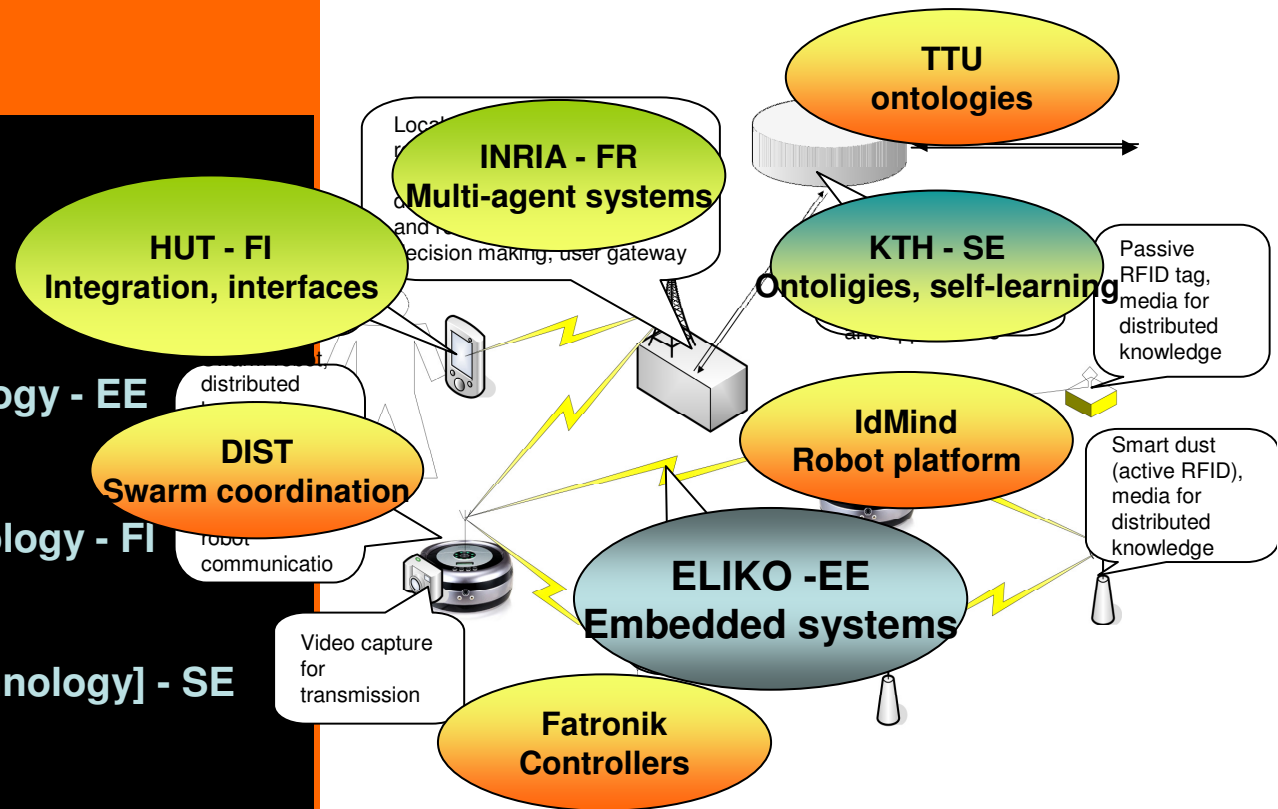 TTU
ontologies
INRIA - FR
Multi-agent systems
and
decision making, user gateway
HUT - FI
Integration, interfaces
KTH - SE
Ontoligies, self-learning
Passive
RFID tag,
media for
distributed
knowledge
ogy - EE
distributed
DIST
Swarm coordination
robot
communicatio
IdMind
Robot platform
Smart dust
(active RFID),
media for
distributed
knowledge
ology - FI
ELIKO -EE
Embedded systems
Video capture
for
transmission
nology] - SE
Fatronik
Controllers